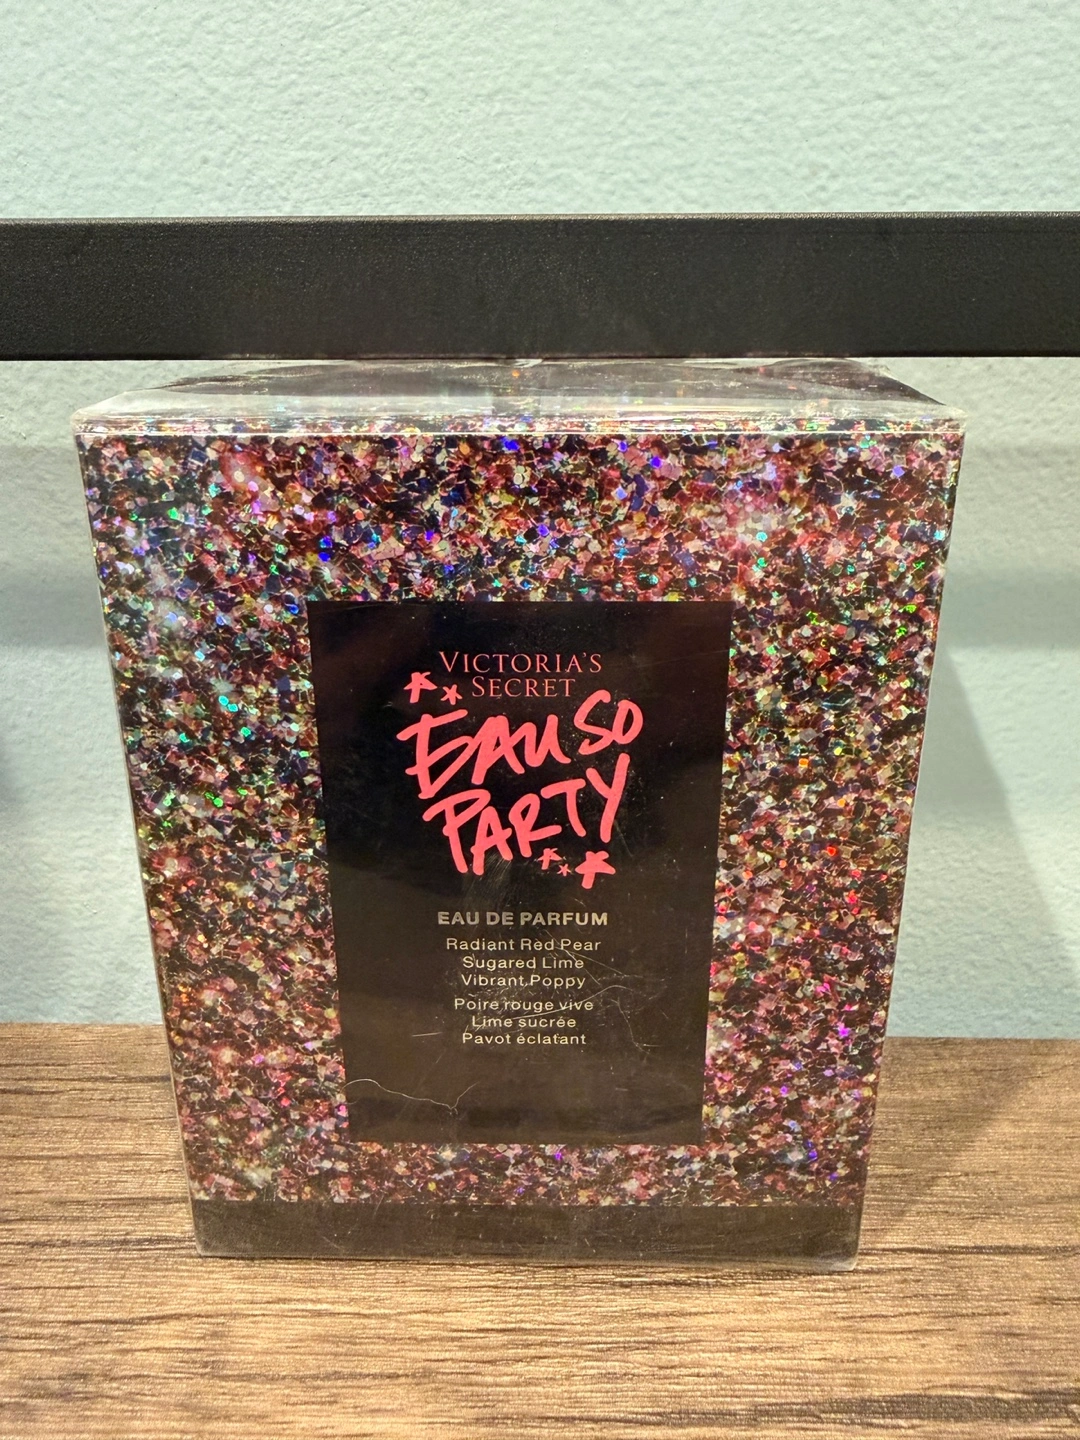 VICTORIA'S
SECRET
EAU SO
PARTY
EAU DE PARFUM
Radiant Red Pear
Sugared Lime
Vibrant Poppy
Poire rouge vive
Lime sucrée
Pavot éclatant